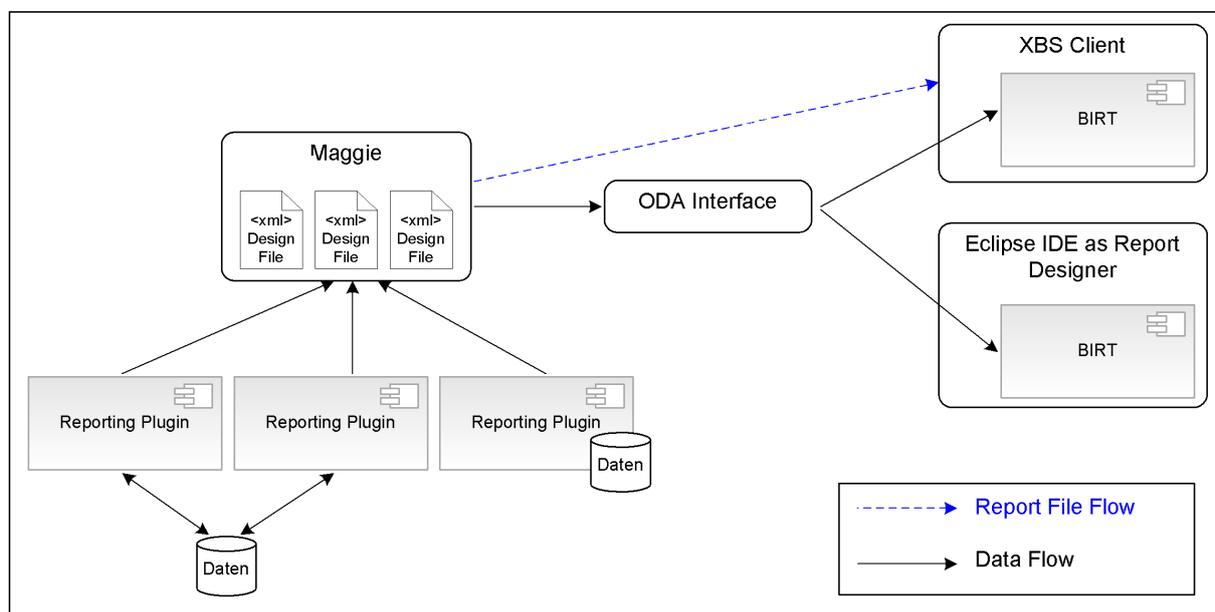 XBS Client
BIRT
Maggie
<xml>
Design
File
<xml>
Design
File
<xml>
Design
File
ODA Interface
Eclipse IDE as Report
Designer
BIRT
Reporting Plugin
Reporting Plugin
Reporting Plugin
Daten
Daten
Report File Flow
Data Flow